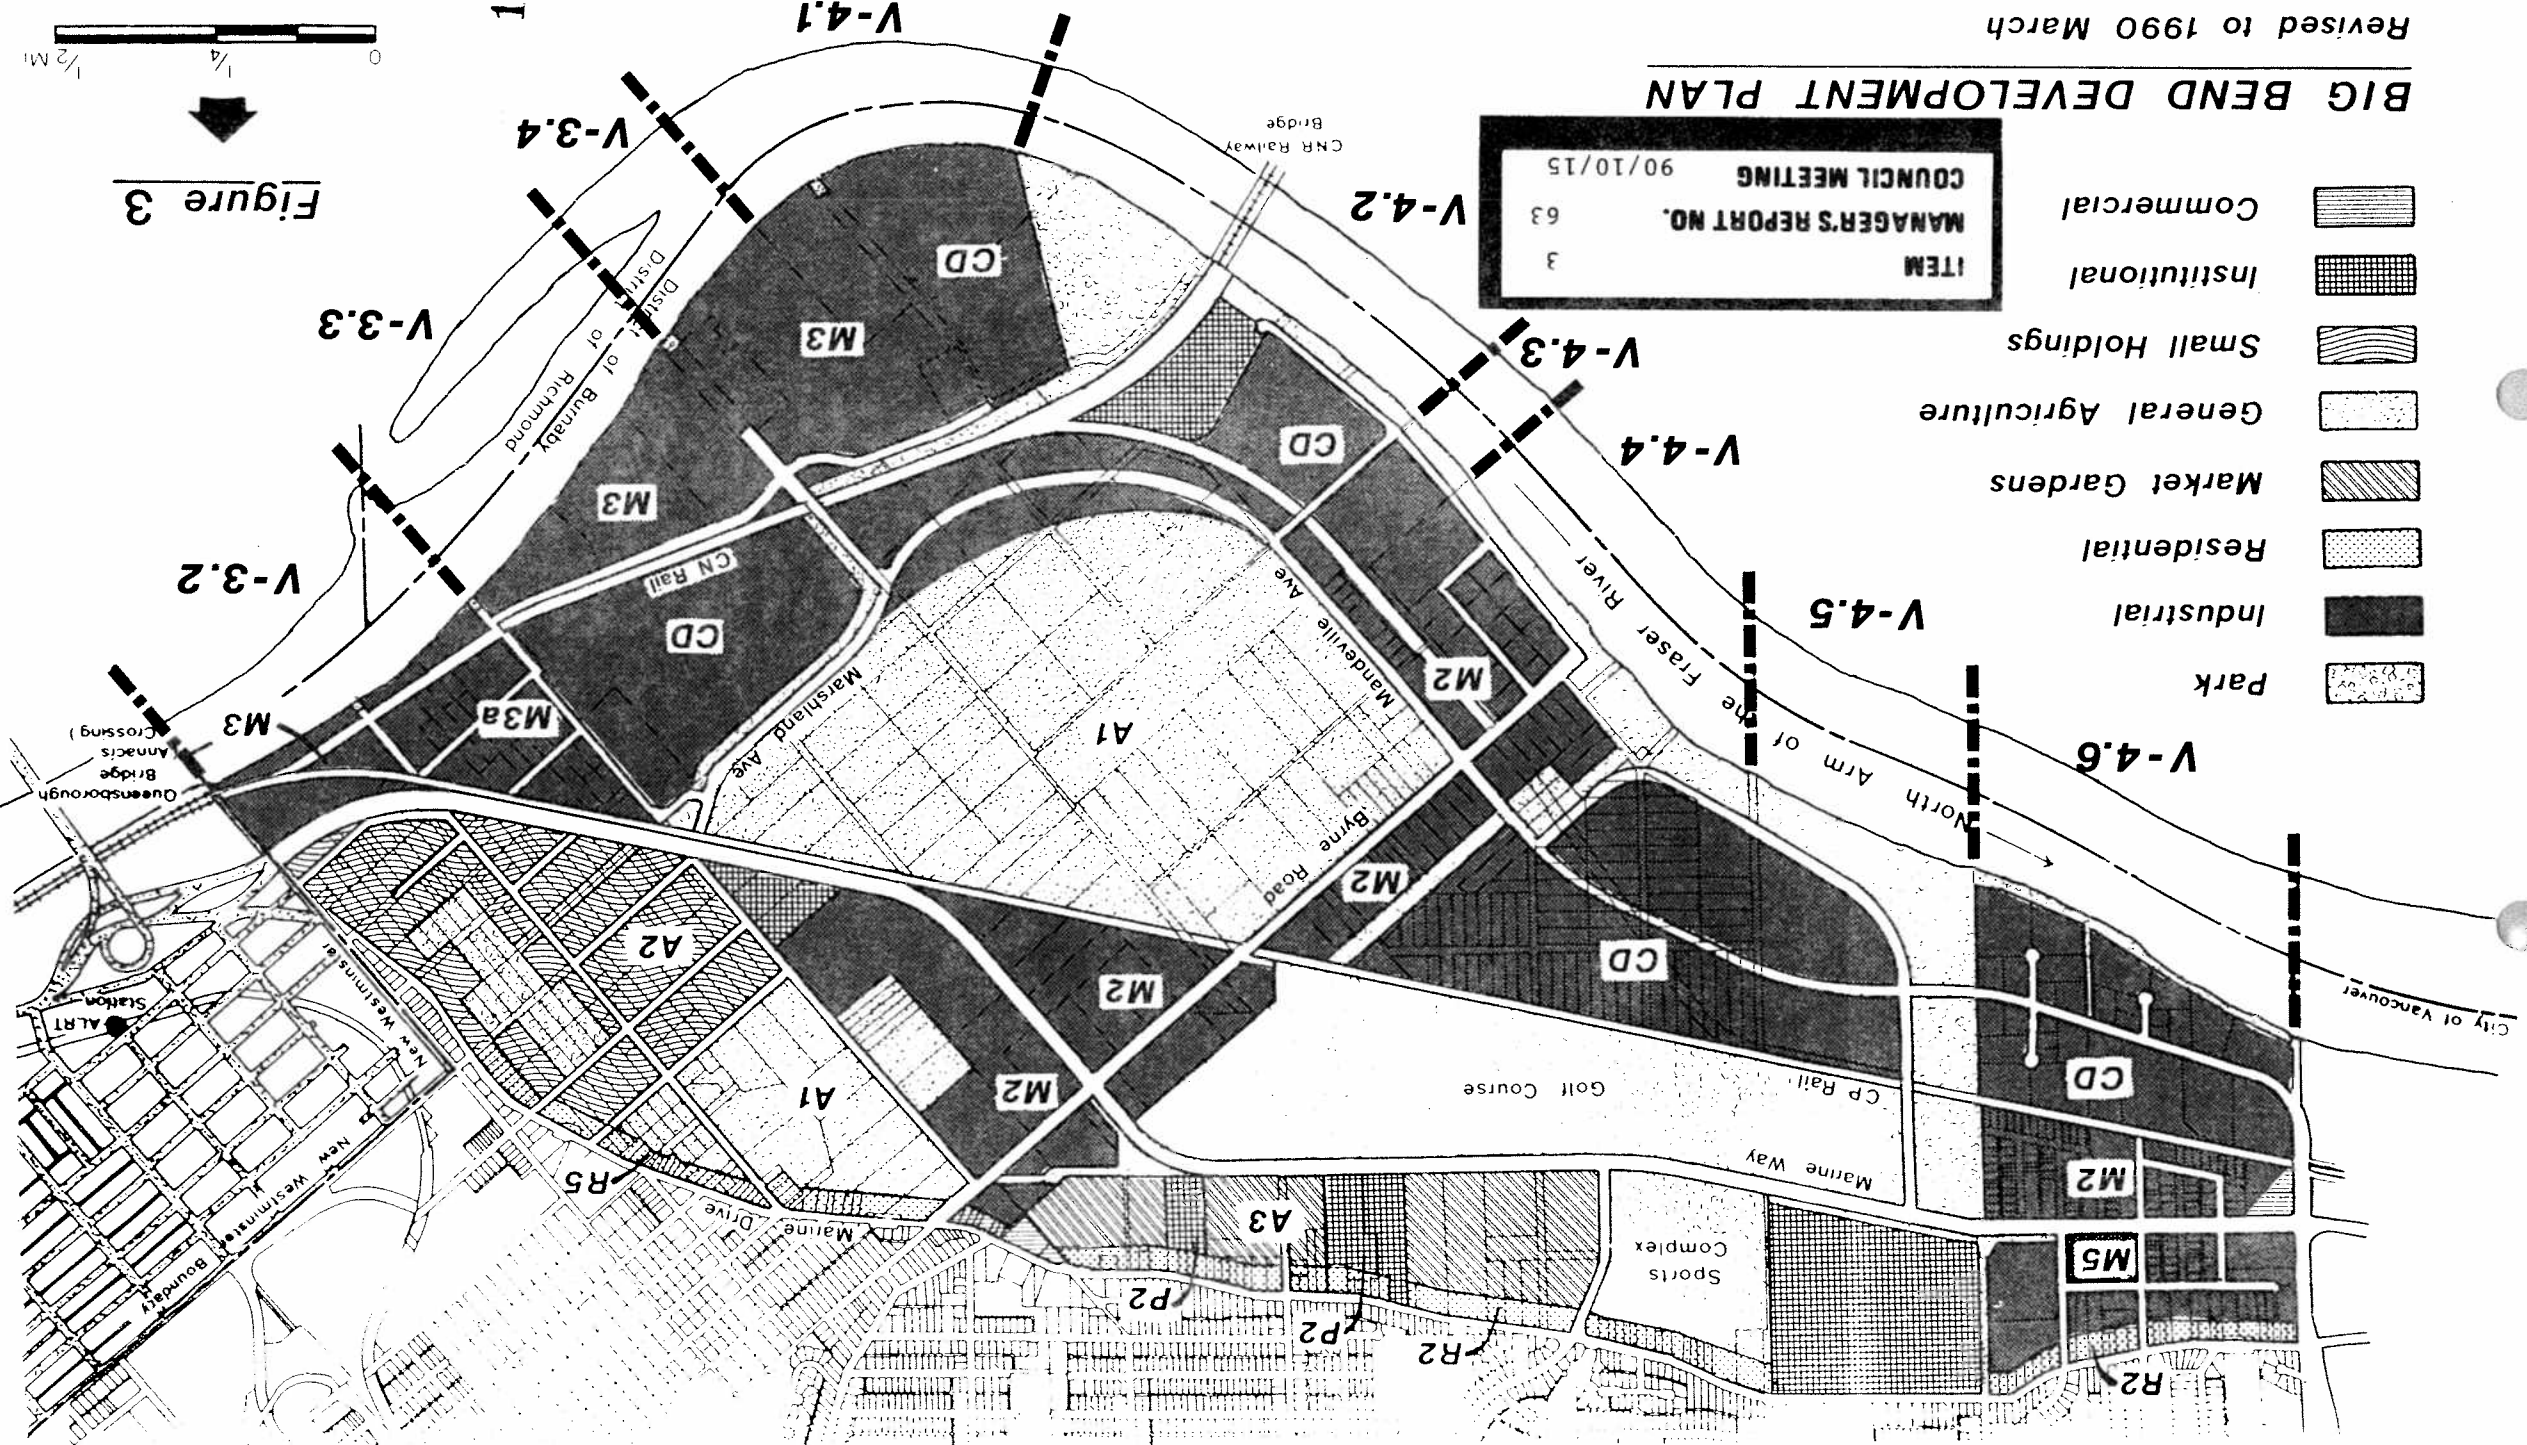 R2
R2
P2
P2
M5
Sports
Complex
A3
Marine Drive
R5
New Westminster
Boundary
M2
Marine Way
CD
CP Rail
Golf Course
M2
A1
New Westminster
ALRT
Station
City of Vancouver
CD
M2
A2
M2
Byrne Road
North Arm of the Fraser River
V-4.6
A1
Marshland Ave
Queensborough
Bridge
Annacis
Crossing )
M3
M3a
M2
Mandeville Ave
CD
V-4.5
CN Rail
V-3.2
M3
V-4.4
CD
District of Burnaby
District of Richmond
V-4.3
M3
V-3.3
CD
V-4.2
CNR Railway
Bridge
V-3.4
V-4.1
Park
Industrial
Residential
Market Gardens
General Agriculture
Small Holdings
Institutional
Commercial
ITEM 3
MANAGER'S REPORT NO. 63
COUNCIL MEETING 90/10/15
BIG BEND DEVELOPMENT PLAN
Revised to 1990 March
Figure 3
0 1/4 1/2 Mi
1